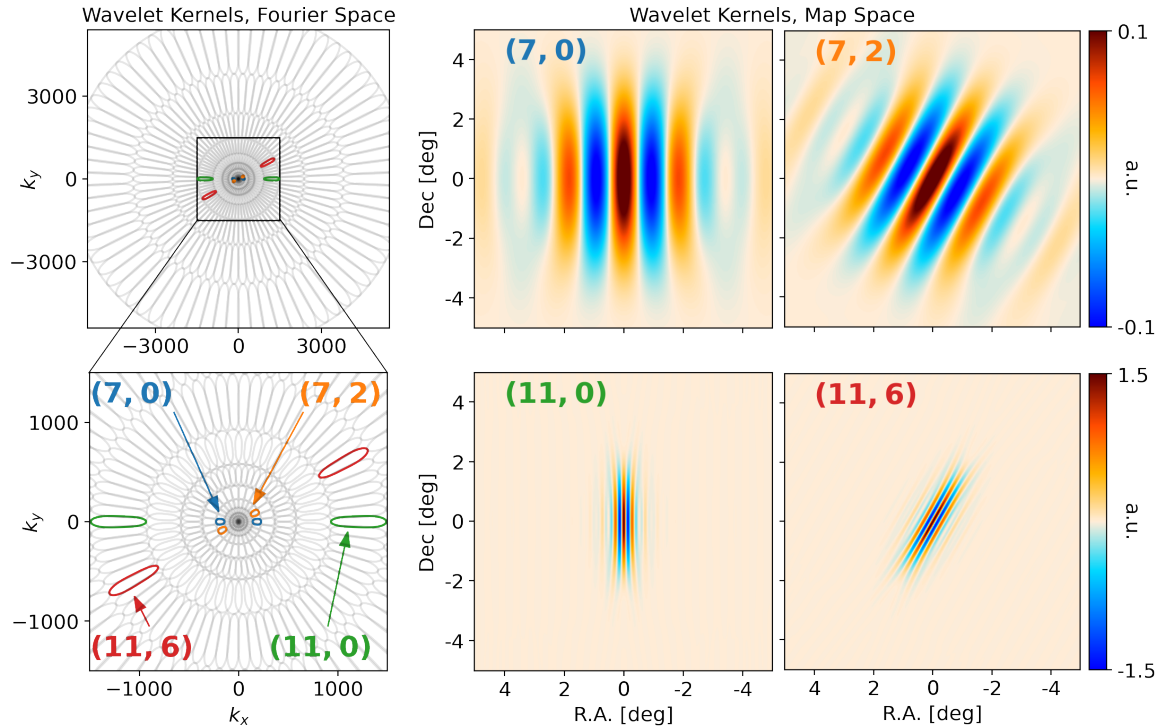 Wavelet Kernels, Fourier Space
3000
0
−3000
k_y
−3000 0 3000
Wavelet Kernels, Map Space
(7, 0)
(7, 2)
4
2
0
-2
-4
Dec [deg]
0.1
a.u.
-0.1
(7, 0)
(7, 2)
1000
0
−1000
k_y
(11, 6)
(11, 0)
−1000 0 1000
k_x
(11, 0)
(11, 6)
4
2
0
-2
-4
Dec [deg]
4 2 0 -2 -4
R.A. [deg]
4 2 0 -2 -4
R.A. [deg]
1.5
a.u.
-1.5